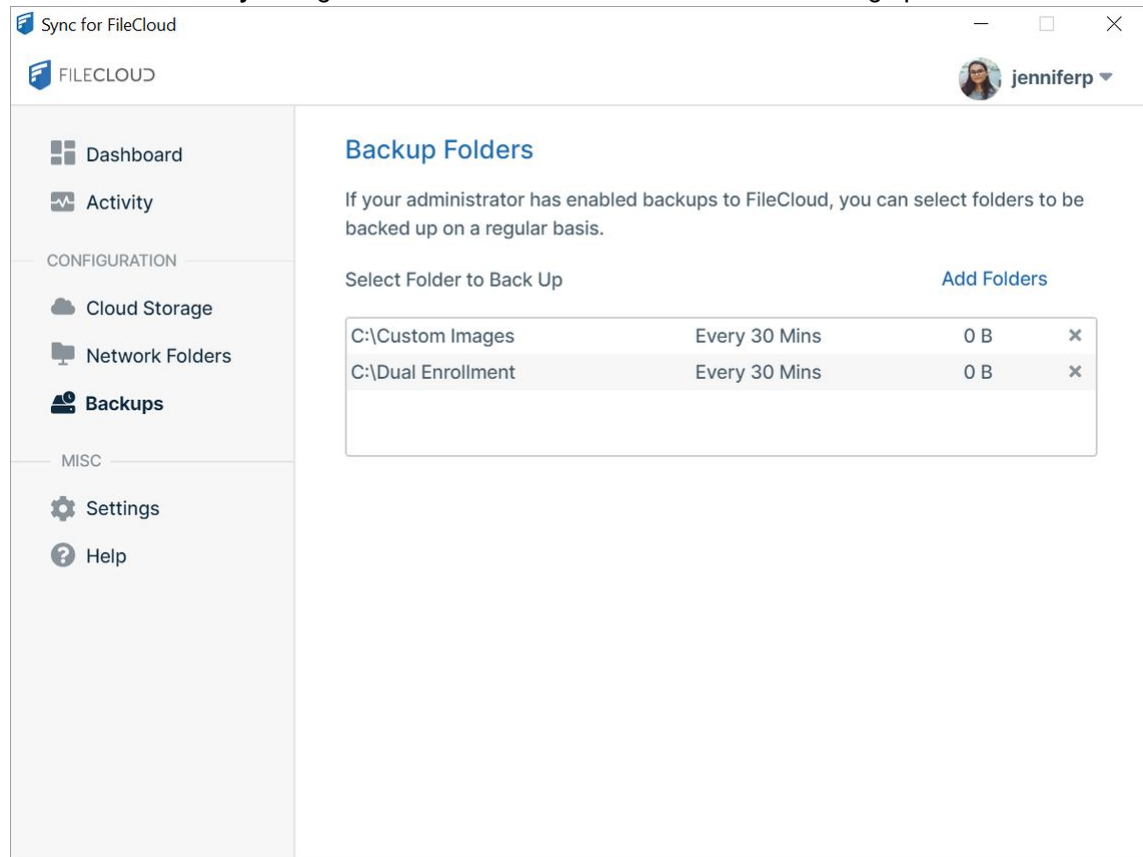 Sync for FileCloud
FILECLOUD
jenniferp
Dashboard
Activity
CONFIGURATION
Cloud Storage
Network Folders
Backups
MISC
Settings
Help
Backup Folders
If your administrator has enabled backups to FileCloud, you can select folders to be
backed up on a regular basis.
Select Folder to Back Up Add Folders
C:\Custom Images Every 30 Mins 0 B ×
C:\Dual Enrollment Every 30 Mins 0 B ×